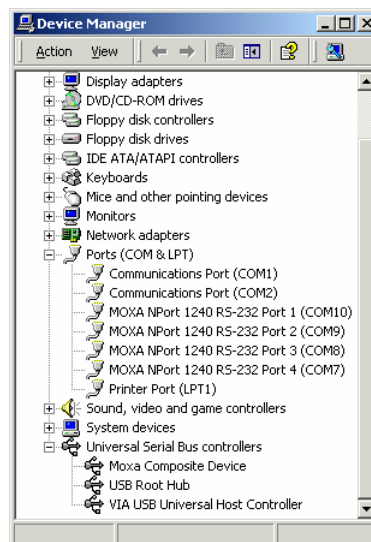 Device Manager
Action View
Display adapters
DVD/CD-ROM drives
Floppy disk controllers
Floppy disk drives
IDE ATA/ATAPI controllers
Keyboards
Mice and other pointing devices
Monitors
Network adapters
Ports (COM & LPT)
Communications Port (COM1)
Communications Port (COM2)
MOXA NPort 1240 RS-232 Port 1 (COM10)
MOXA NPort 1240 RS-232 Port 2 (COM9)
MOXA NPort 1240 RS-232 Port 3 (COM8)
MOXA NPort 1240 RS-232 Port 4 (COM7)
Printer Port (LPT1)
Sound, video and game controllers
System devices
Universal Serial Bus controllers
Moxa Composite Device
USB Root Hub
VIA USB Universal Host Controller